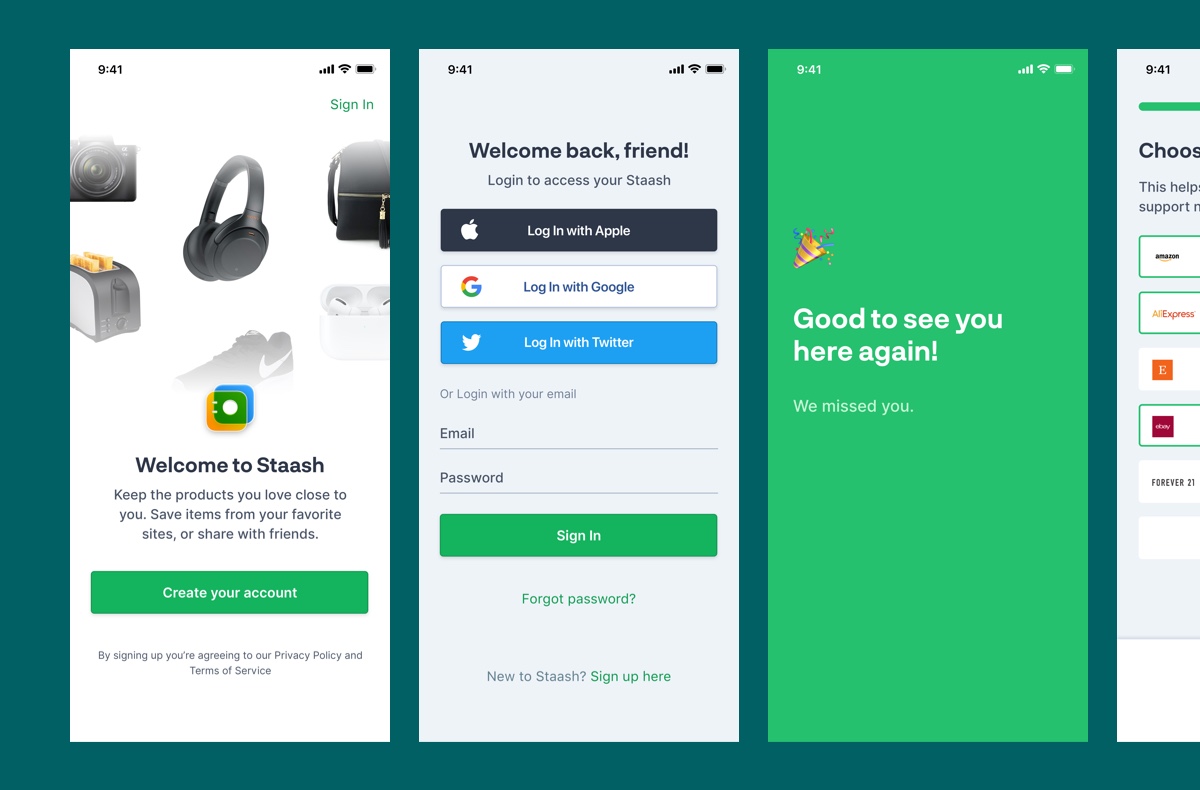 9:41
Sign In
Welcome to Staash
Keep the products you love close to
you. Save items from your favorite
sites, or share with friends.
Create your account
By signing up you’re agreeing to our Privacy Policy and
Terms of Service
9:41
Welcome back, friend!
Login to access your Staash
Log In with Apple
Log In with Google
Log In with Twitter
Or Login with your email
Email
Password
Sign In
Forgot password?
New to Staash? Sign up here
9:41
Good to see you
here again!
We missed you.
9:41
Choos
This helps
support n
amazon
AliExpress
E
ebay
FOREVER 21